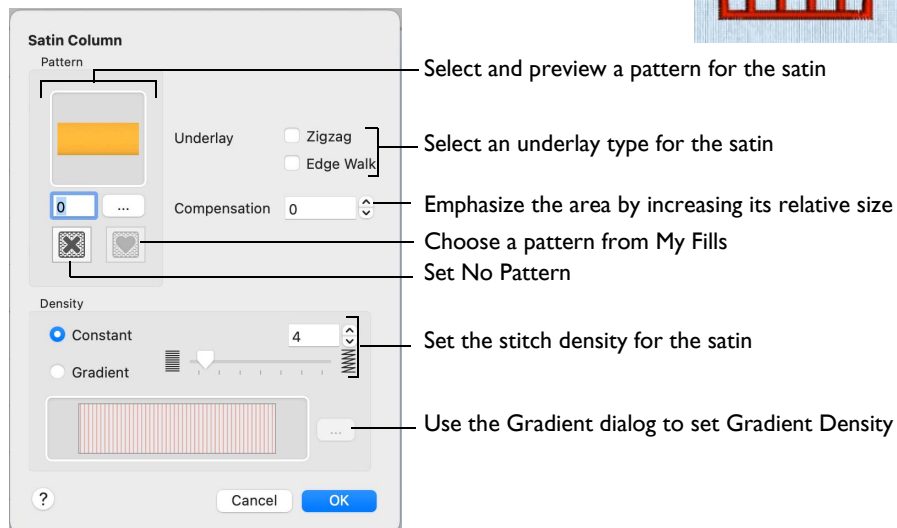 Satin Column
Pattern
Select and preview a pattern for the satin
Underlay
Zigzag
Edge Walk
Select an underlay type for the satin
0
...
Compensation
0
Emphasize the area by increasing its relative size
Choose a pattern from My Fills
Set No Pattern
Density
Constant
4
Set the stitch density for the satin
Gradient
...
Use the Gradient dialog to set Gradient Density
?
Cancel
OK